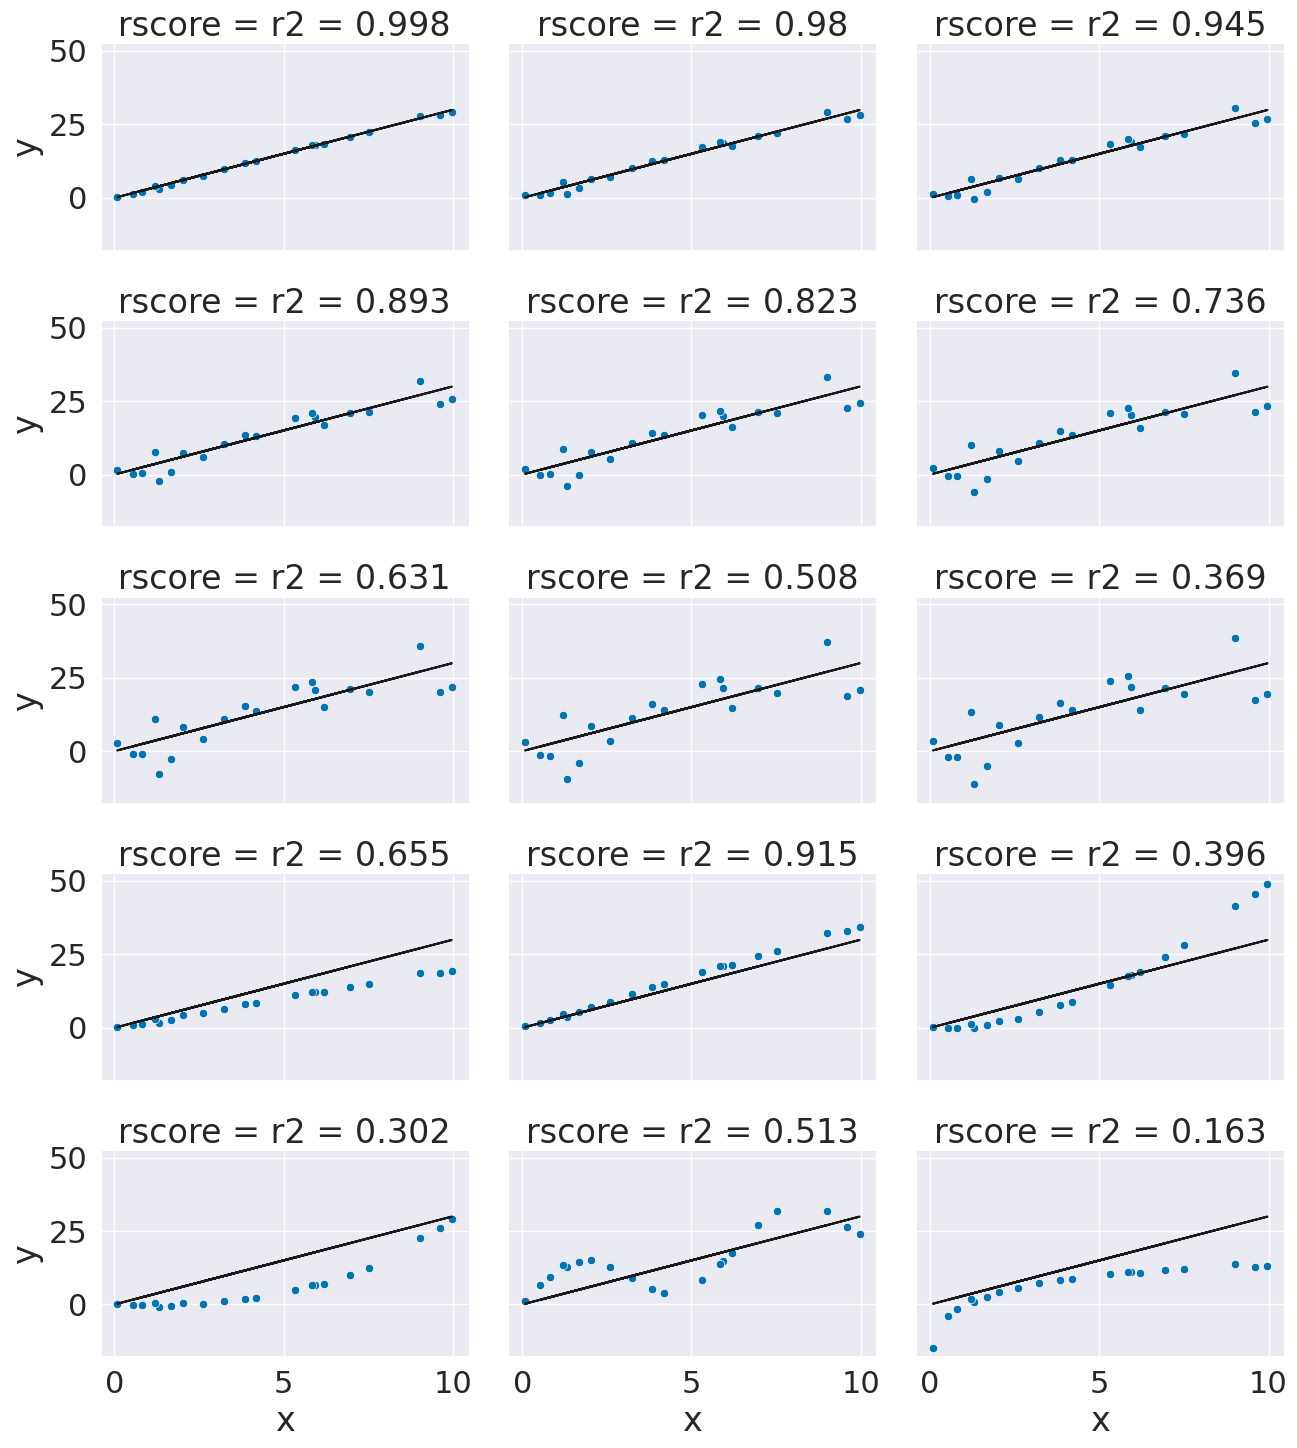 rscore = r2 = 0.998 rscore = r2 = 0.98 rscore = r2 = 0.945
50
25
0
y
rscore = r2 = 0.893 rscore = r2 = 0.823 rscore = r2 = 0.736
50
25
0
y
rscore = r2 = 0.631 rscore = r2 = 0.508 rscore = r2 = 0.369
50
25
0
y
rscore = r2 = 0.655 rscore = r2 = 0.915 rscore = r2 = 0.396
50
25
0
y
rscore = r2 = 0.302 rscore = r2 = 0.513 rscore = r2 = 0.163
50
25
0
y
0 5 10 0 5 10 0 5 10
x x x